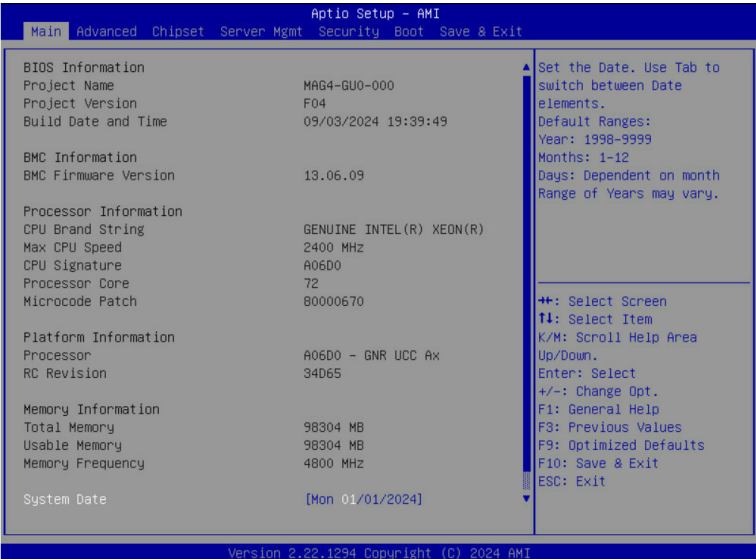 Aptio Setup – AMI
Main Advanced Chipset Server Mgmt Security Boot Save & Exit
BIOS Information
Project Name MAG4-GU0-000
Project Version F04
Build Date and Time 09/03/2024 19:39:49
BMC Information
BMC Firmware Version 13.06.09
Processor Information
CPU Brand String GENUINE INTEL(R) XEON(R)
Max CPU Speed 2400 MHz
CPU Signature A06D0
Processor Core 72
Microcode Patch 80000670
Platform Information
Processor A06D0 - GNR UCC Ax
RC Revision 34D65
Memory Information
Total Memory 98304 MB
Usable Memory 98304 MB
Memory Frequency 4800 MHz
System Date [Mon 01/01/2024]
Set the Date. Use Tab to
switch between Date
elements.
Default Ranges:
Year: 1998-9999
Months: 1-12
Days: Dependent on month
Range of Years may vary.
→←: Select Screen
↑↓: Select Item
K/M: Scroll Help Area
Up/Down.
Enter: Select
+/-: Change Opt.
F1: General Help
F3: Previous Values
F9: Optimized Defaults
F10: Save & Exit
ESC: Exit
Version 2.22.1294 Copyright (C) 2024 AMI